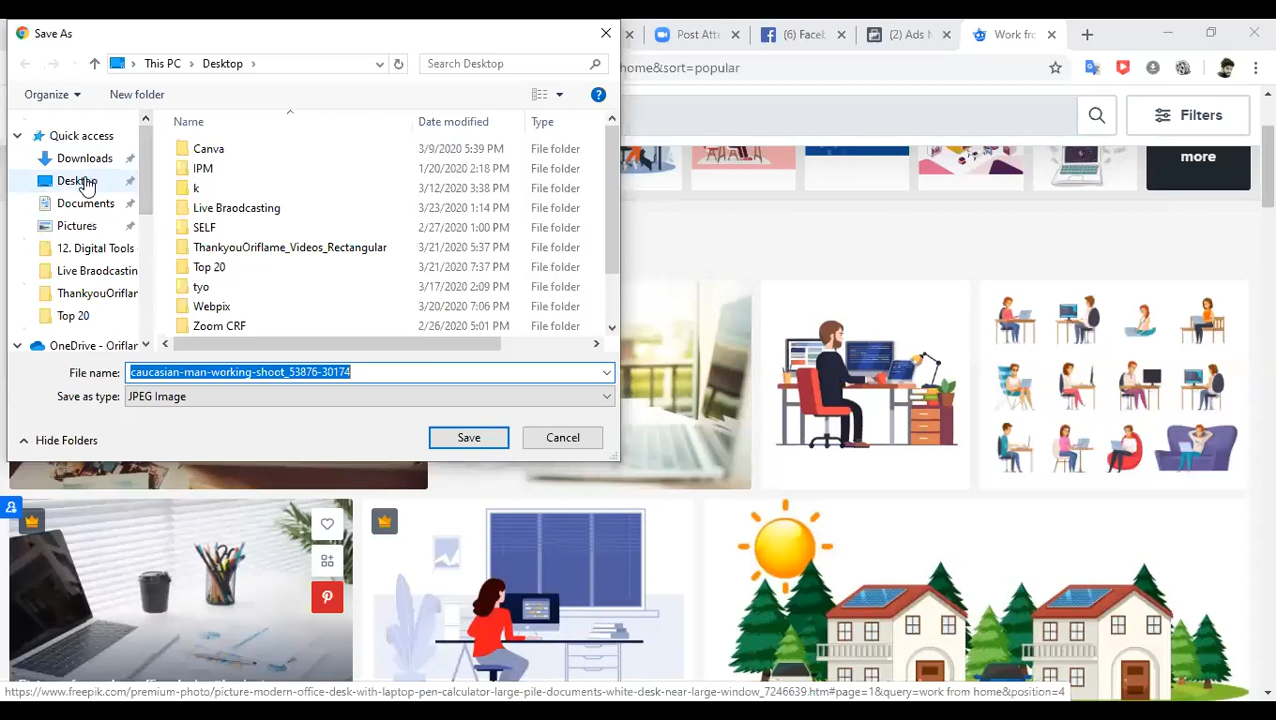 Save As
Post Atte
(6) Faceb
(2) Ads M
Work fro
This PC
Desktop
Search Desktop
home&sort=popular
Organize
New folder
Name
Date modified
Type
Quick access
Downloads
Desktop
Documents
Pictures
12. Digital Tools
Live Braodcastin
ThankyouOriflar
Top 20
OneDrive - Oriflar
Canva 3/9/2020 5:39 PM File folder
IPM 1/20/2020 2:18 PM File folder
k 3/12/2020 3:38 PM File folder
Live Braodcasting 3/23/2020 1:14 PM File folder
SELF 2/27/2020 1:00 PM File folder
ThankyouOriflame_Videos_Rectangular 3/21/2020 5:37 PM File folder
Top 20 3/21/2020 7:37 PM File folder
tyo 3/17/2020 2:09 PM File folder
Webpix 3/20/2020 7:06 PM File folder
Zoom CRF 2/26/2020 5:01 PM File folder
File name: caucasian-man-working-shoot_53876-30174
Save as type: JPEG Image
Hide Folders
Save
Cancel
Filters
more
https://www.freepik.com/premium-photo/picture-modern-office-desk-with-laptop-pen-calculator-large-pile-documents-white-desk-near-large-window_7246639.htm#page=1&query=work from home&position=4